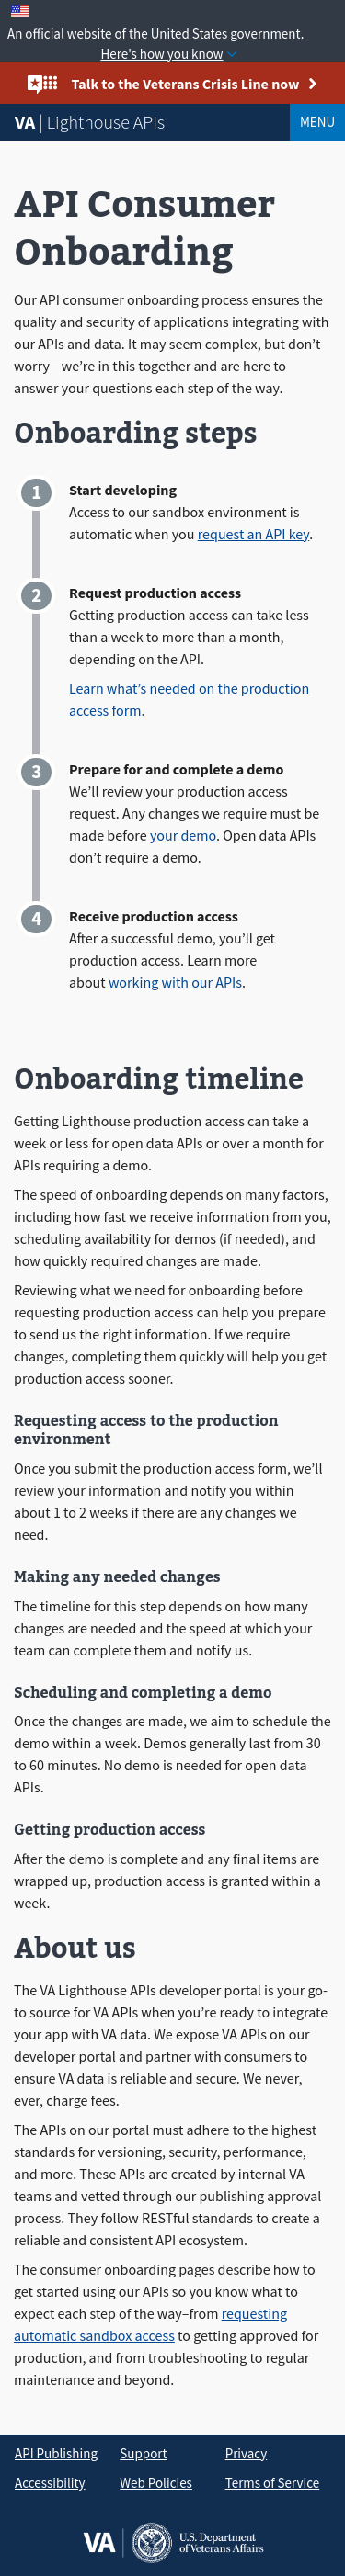 An official website of the United States government.
Here's how you know
Talk to the Veterans Crisis Line now
VA | Lighthouse APIs
MENU
API Consumer
Onboarding
Our API consumer onboarding process ensures the
quality and security of applications integrating with
our APIs and data. It may seem complex, but don’t
worry—we’re in this together and are here to
answer your questions each step of the way.
Onboarding steps
1
Start developing
Access to our sandbox environment is
automatic when you request an API key.
2
Request production access
Getting production access can take less
than a week to more than a month,
depending on the API.
Learn what’s needed on the production
access form.
3
Prepare for and complete a demo
We’ll review your production access
request. Any changes we require must be
made before your demo. Open data APIs
don’t require a demo.
4
Receive production access
After a successful demo, you’ll get
production access. Learn more
about working with our APIs.
Onboarding timeline
Getting Lighthouse production access can take a
week or less for open data APIs or over a month for
APIs requiring a demo.
The speed of onboarding depends on many factors,
including how fast we receive information from you,
scheduling availability for demos (if needed), and
how quickly required changes are made.
Reviewing what we need for onboarding before
requesting production access can help you prepare
to send us the right information. If we require
changes, completing them quickly will help you get
production access sooner.
Requesting access to the production
environment
Once you submit the production access form, we’ll
review your information and notify you within
about 1 to 2 weeks if there are any changes we
need.
Making any needed changes
The timeline for this step depends on how many
changes are needed and the speed at which your
team can complete them and notify us.
Scheduling and completing a demo
Once the changes are made, we aim to schedule the
demo within a week. Demos generally last from 30
to 60 minutes. No demo is needed for open data
APIs.
Getting production access
After the demo is complete and any final items are
wrapped up, production access is granted within a
week.
About us
The VA Lighthouse APIs developer portal is your go-
to source for VA APIs when you’re ready to integrate
your app with VA data. We expose VA APIs on our
developer portal and partner with consumers to
ensure VA data is reliable and secure. We never,
ever, charge fees.
The APIs on our portal must adhere to the highest
standards for versioning, security, performance,
and more. These APIs are created by internal VA
teams and vetted through our publishing approval
process. They follow RESTful standards to create a
reliable and consistent API ecosystem.
The consumer onboarding pages describe how to
get started using our APIs so you know what to
expect each step of the way–from requesting
automatic sandbox access to getting approved for
production, and from troubleshooting to regular
maintenance and beyond.
API Publishing Support Privacy
Accessibility Web Policies Terms of Service
VA
U.S. Department
of Veterans Affairs